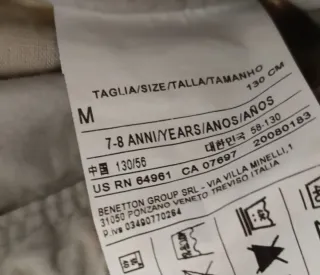 TAGLIA/SIZE/TALLA/TAMANHO
M 130 CM
7-8 ANNI/YEARS/ANOS/AÑOS
中国 130/56 대한민국 58-130
US RN 64961 CA 07697 20080183
BENETTON GROUP SRL - VIA VILLA MINELLI,1
31050 PONZANO VENETO TREVISO ITALIA
P.IVA 03490770264